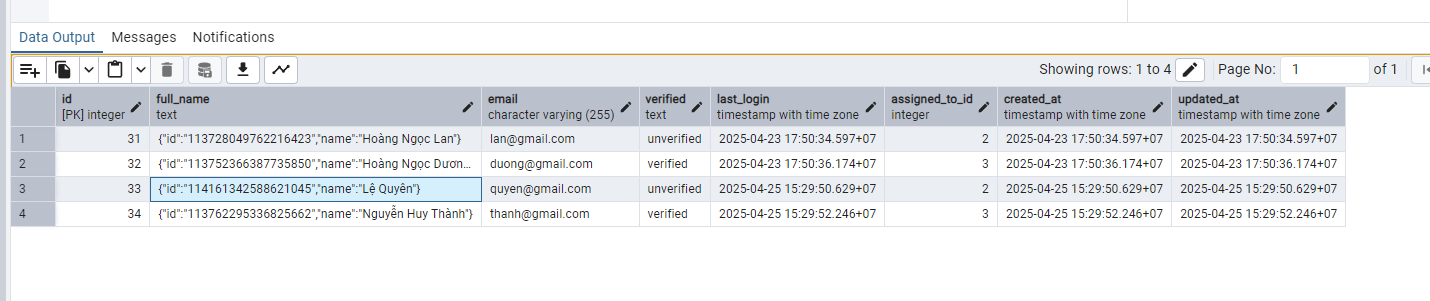 Data Output Messages Notifications
Showing rows: 1 to 4 Page No: 1 of 1
id full_name email verified last_login assigned_to_id created_at updated_at
[PK] integer text character varying (255) text timestamp with time zone integer timestamp with time zone timestamp with time zone
1 31 {"id":"113728049762216423","name":"Hoàng Ngọc Lan"} lan@gmail.com unverified 2025-04-23 17:50:34.597+07 2 2025-04-23 17:50:34.597+07 2025-04-23 17:50:34.597+07
2 32 {"id":"113752366387735850","name":"Hoàng Ngọc Dươn... duong@gmail.com verified 2025-04-23 17:50:36.174+07 3 2025-04-23 17:50:36.174+07 2025-04-23 17:50:36.174+07
3 33 {"id":"114161342588621045","name":"Lệ Quyên"} quyen@gmail.com unverified 2025-04-25 15:29:50.629+07 2 2025-04-25 15:29:50.629+07 2025-04-25 15:29:50.629+07
4 34 {"id":"113762295336825662","name":"Nguyễn Huy Thành"} thanh@gmail.com verified 2025-04-25 15:29:52.246+07 3 2025-04-25 15:29:52.246+07 2025-04-25 15:29:52.246+07